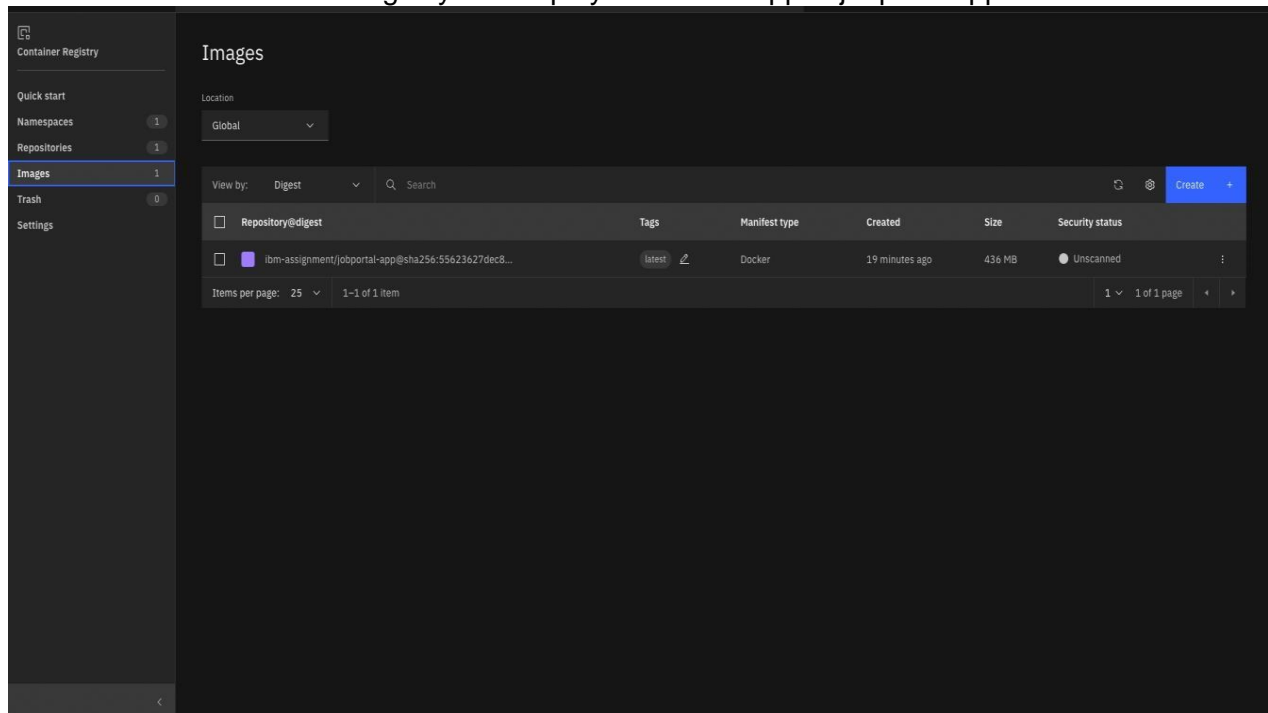 Container Registry
Quick start
Namespaces 1
Repositories 1
Images 1
Trash 0
Settings
Images
Location
Global
View by: Digest Search Create +
Repository@digest Tags Manifest type Created Size Security status
ibm-assignment/jobportal-app@sha256:55623627dec8... latest Docker 19 minutes ago 436 MB Unscanned
Items per page: 25 1–1 of 1 item 1 1 of 1 page